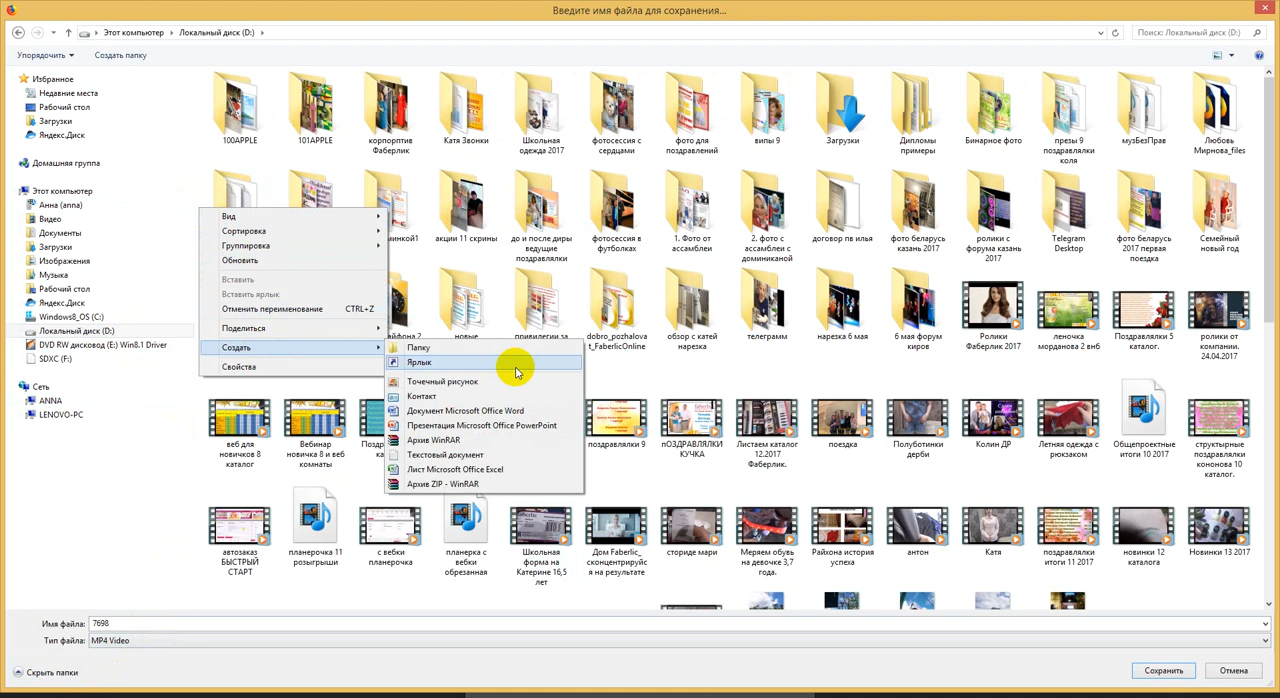 Введите имя файла для сохранения...
Этот компьютер
Локальный диск (D:)
Поиск: Локальный диск (D:)
Упорядочить
Создать папку
Избранное
Недавние места
Рабочий стол
Загрузки
Яндекс.Диск
Домашняя группа
Этот компьютер
Анна (anna)
Видео
Документы
Загрузки
Изображения
Музыка
Рабочий стол
Яндекс.Диск
Windows8_OS (C:)
Локальный диск (D:)
DVD RW дисковод (E:) Win8.1 Driver
SDXC (F:)
Сеть
ANNA
LENOVO-PC
100APPLE
101APPLE
корпоритив
Фаберлик
Катя Звонки
Школьная
одежда 2017
фотосессия с
сердцами
фото для
поздравлений
випы 9
Загрузки
Дипломы
примеры
Бинарное фото
презы 9
поздравлялки
коля
музБезПрав
Любовь
Мирнова_files
минкой1
акции 11 скрины
до и после диры
ведущие
поздравлялки
фотосессия в
футболках
1. Фото от
ассамблеи
2. фото с
ассамблеи с
доминиканой
договор пв илья
фото беларусь
казань 2017
ролики с
форума казань
2017
Telegram
Desktop
фото беларусь
2017 первая
поездка
Семейный
новый год
йфона 2
новые
привилегии за
dobro_pozhalova
t_FaberlicOnline
обзор с катей
нарезка
телеграмм
нарезка 6 мая
6 мая форум
киров
Ролики
Фаберлик 2017
леночка
морданова 2 внб
Поздравлялки 5
каталог.
ролики от
компании.
24.04.2017
Вид
Сортировка
Группировка
Обновить
Вставить
Вставить ярлык
Отменить переименование CTRL+Z
Поделиться
Создать
Свойства
Папку
Ярлык
Точечный рисунок
Контакт
Документ Microsoft Office Word
Презентация Microsoft Office PowerPoint
Архив WinRAR
Текстовый документ
Лист Microsoft Office Excel
Архив ZIP - WinRAR
веб для
новичков 8
каталог
Вебинар
новичка 8 и веб
комнаты
Позд
поздравлялки 9
пОЗДРАВЛЯЛКИ
КУЧКА
Листаем каталог
12.2017
Фаберлик.
поездка
Полуботинки
дерби
Колин ДР
Летняя одежда с
рюкзаком
Общепроектные
итоги 10 2017
структырные
поздравлялки
кононова 10
каталог.
автозаказ
БЫСТРЫЙ
СТАРТ
планерочка 11
розыгрыши
с вебки
планерочка
планерка с
вебки
обрезанная
Школьная
форма на
Катерине 16,5
лет
Дом Faberlic_
сконцентрируйс
я на результате
сториде мари
Меряем обувь
на девочке 3,7
года.
Райхона история
успеха
антон
Катя
поздравлялки
итоги 11 2017
новинки 12
каталога
Новинки 13 2017
Имя файла: 7698
Тип файла: MP4 Video
Скрыть папки
Сохранить
Отмена